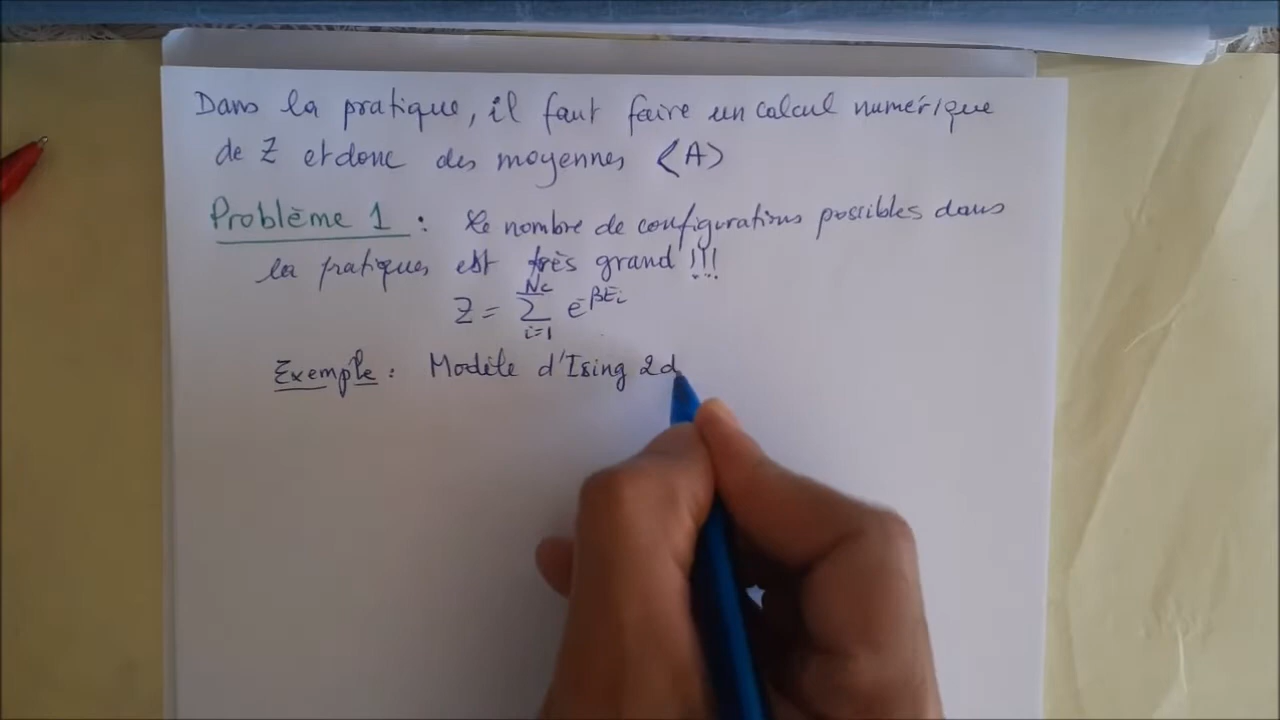 Dans la pratique, il faut faire un calcul numérique
de Z et donc des moyennes <A>
Problème 1 : Le nombre de configurations possibles dans
la pratiques est très grand !!!
Z = Σ_{i=1}^{Nc} e^{-βEi}
Exemple : Modèle d'Ising 2d